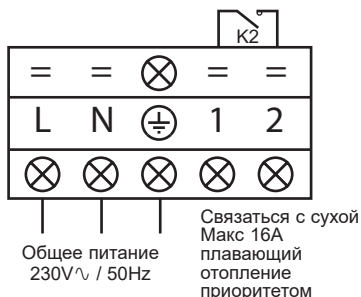 K2
= = = =
L N 1 2
Связаться с сухой
Макс 16A
плавающий
отопление
приоритетом
Общее питание
230V∿ / 50Hz